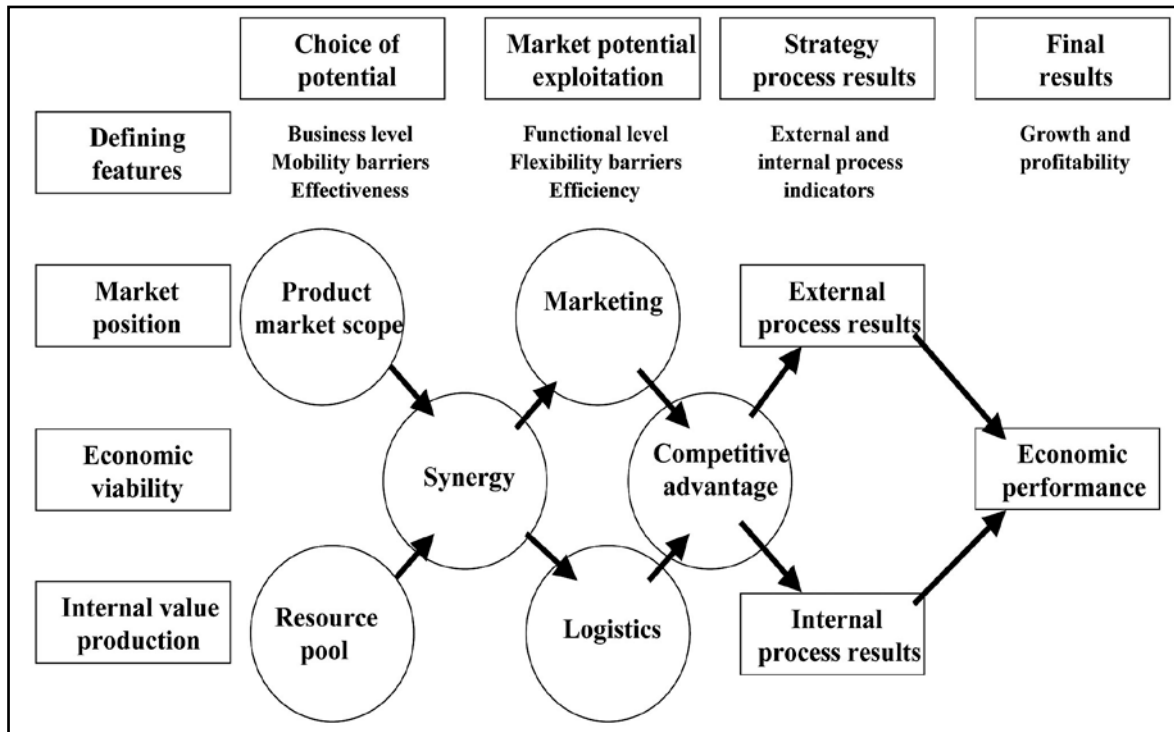 Choice of
potential
Market potential
exploitation
Strategy
process results
Final
results
Defining
features
Business level
Mobility barriers
Effectiveness
Functional level
Flexibility barriers
Efficiency
External and
internal process
indicators
Growth and
profitability
Market
position
Product
market scope
Marketing
External
process results
Economic
viability
Synergy
Competitive
advantage
Economic
performance
Internal value
production
Resource
pool
Logistics
Internal
process results